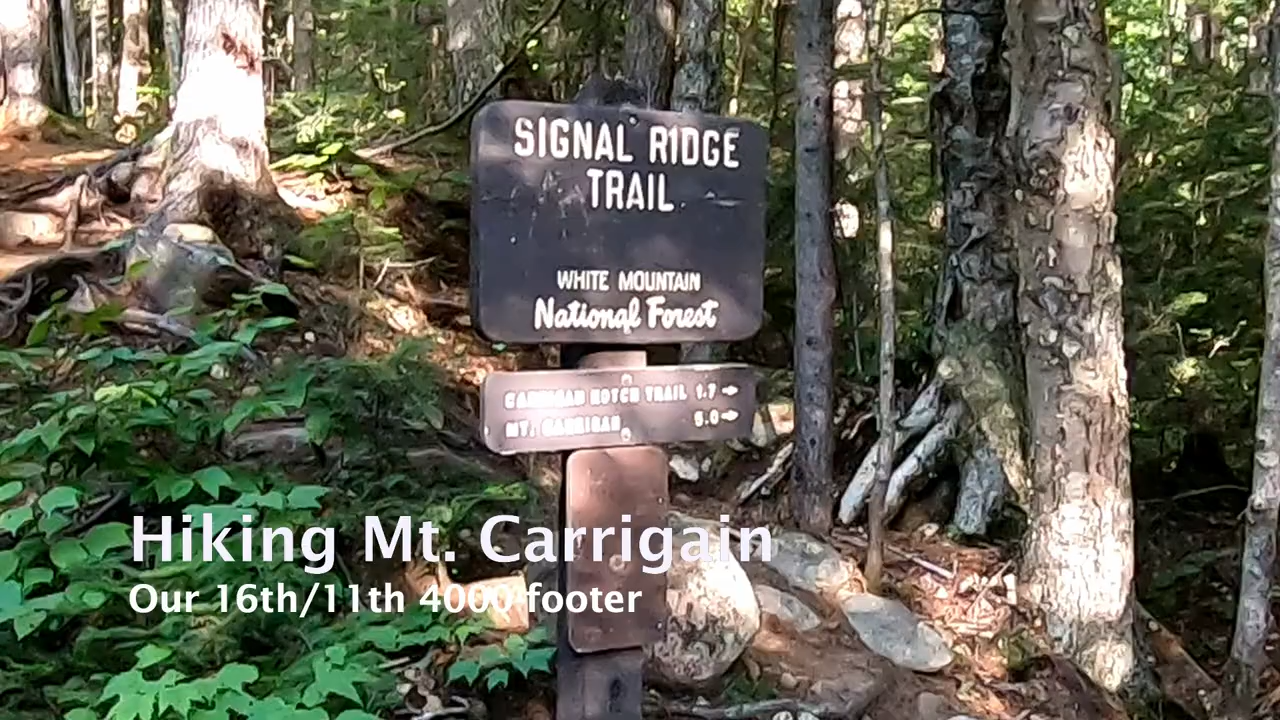 SIGNAL RIDGE
TRAIL
WHITE MOUNTAIN
National Forest
CARRIGAIN NOTCH TRAIL 1.7 →
MT. CARRIGAIN 5.0 →
Hiking Mt. Carrigain
Our 16th/11th 4000 footer